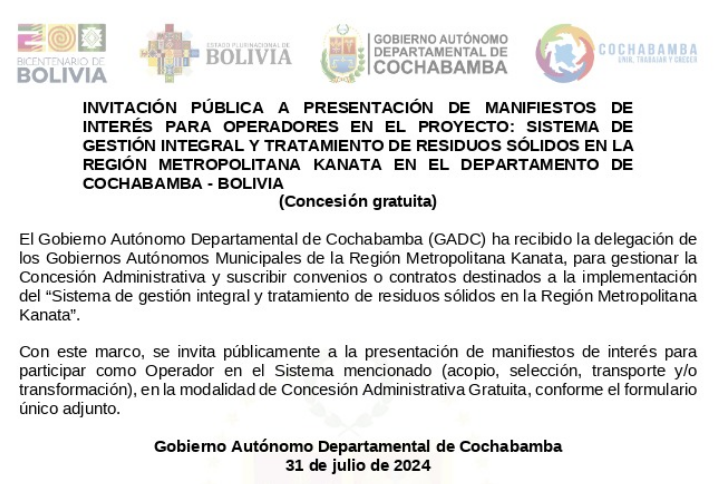 BICENTENARIO DE
BOLIVIA
ESTADO PLURINACIONAL DE
BOLIVIA
GOBIERNO AUTÓNOMO
DEPARTAMENTAL DE
COCHABAMBA
COCHABAMBA
UNIR, TRABAJAR Y CRECER
INVITACIÓN PÚBLICA A PRESENTACIÓN DE MANIFIESTOS DE
INTERÉS PARA OPERADORES EN EL PROYECTO: SISTEMA DE
GESTIÓN INTEGRAL Y TRATAMIENTO DE RESIDUOS SÓLIDOS EN LA
REGIÓN METROPOLITANA KANATA EN EL DEPARTAMENTO DE
COCHABAMBA - BOLIVIA
(Concesión gratuita)
El Gobierno Autónomo Departamental de Cochabamba (GADC) ha recibido la delegación de
los Gobiernos Autónomos Municipales de la Región Metropolitana Kanata, para gestionar la
Concesión Administrativa y suscribir convenios o contratos destinados a la implementación
del “Sistema de gestión integral y tratamiento de residuos sólidos en la Región Metropolitana
Kanata”.
Con este marco, se invita públicamente a la presentación de manifiestos de interés para
participar como Operador en el Sistema mencionado (acopio, selección, transporte y/o
transformación), en la modalidad de Concesión Administrativa Gratuita, conforme el formulario
único adjunto.
Gobierno Autónomo Departamental de Cochabamba
31 de julio de 2024